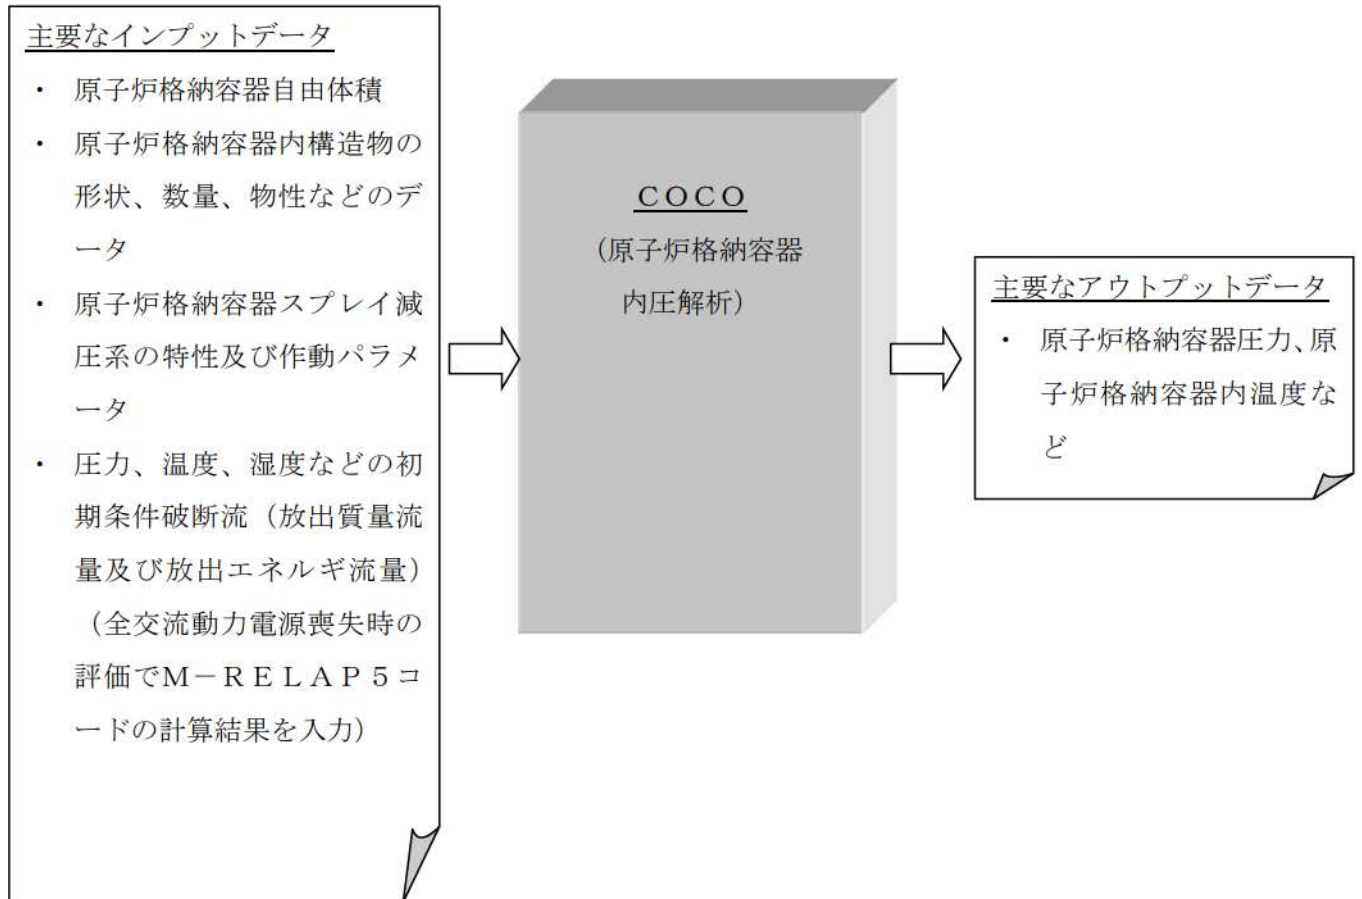 主要なインプットデータ
・ 原子炉格納容器自由体積
・ 原子炉格納容器内構造物の
形状、数量、物性などのデ
ータ
・ 原子炉格納容器スプレイ減
圧系の特性及び作動パラメ
ータ
・ 圧力、温度、湿度などの初
期条件破断流（放出質量流
量及び放出エネルギ流量）
（全交流動力電源喪失時の
評価でＭ－ＲＥＬＡＰ５コ
ードの計算結果を入力）
ＣＯＣＯ
（原子炉格納容器
内圧解析）
主要なアウトプットデータ
・ 原子炉格納容器圧力、原
子炉格納容器内温度な
ど